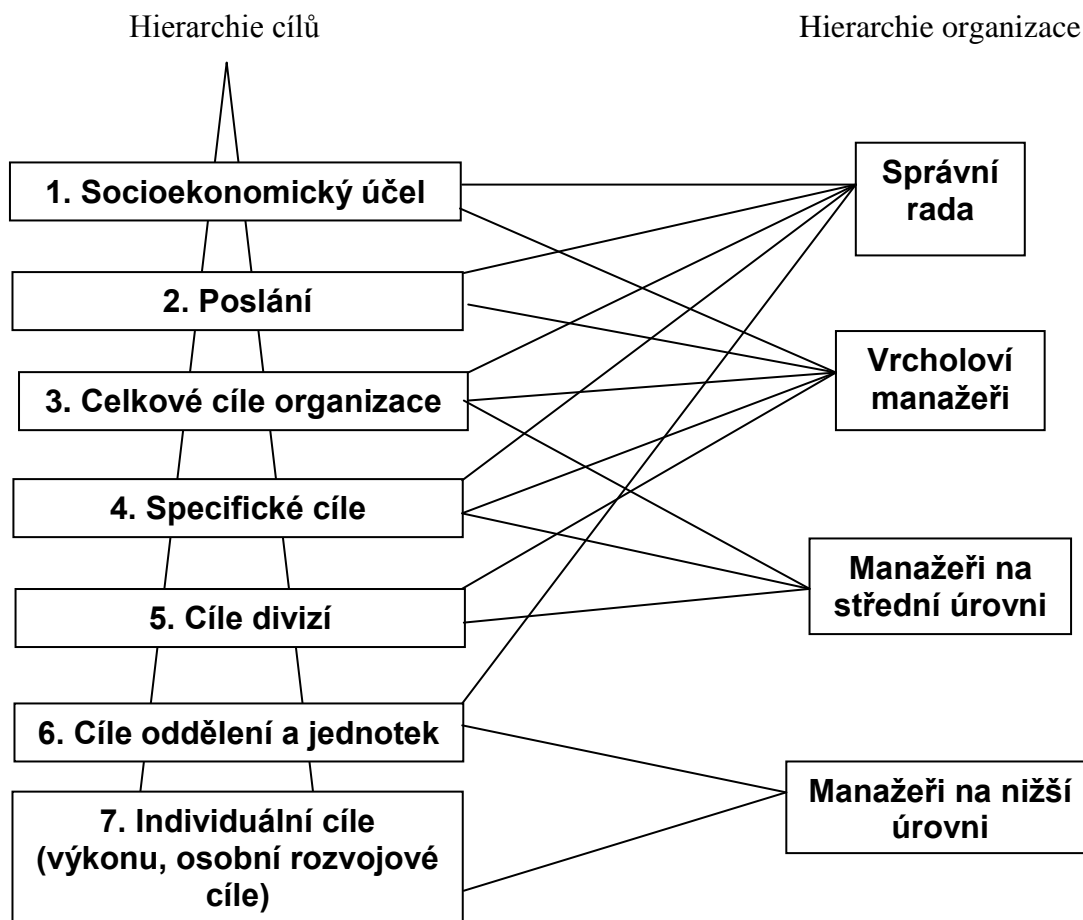 Hierarchie cílů
Hierarchie organizace
1. Socioekonomický účel
2. Poslání
3. Celkové cíle organizace
4. Specifické cíle
5. Cíle divizí
6. Cíle oddělení a jednotek
7. Individuální cíle
(výkonu, osobní rozvojové
cíle)
Správní
rada
Vrcholoví
manažeři
Manažeři na
střední úrovni
Manažeři na nižší
úrovni